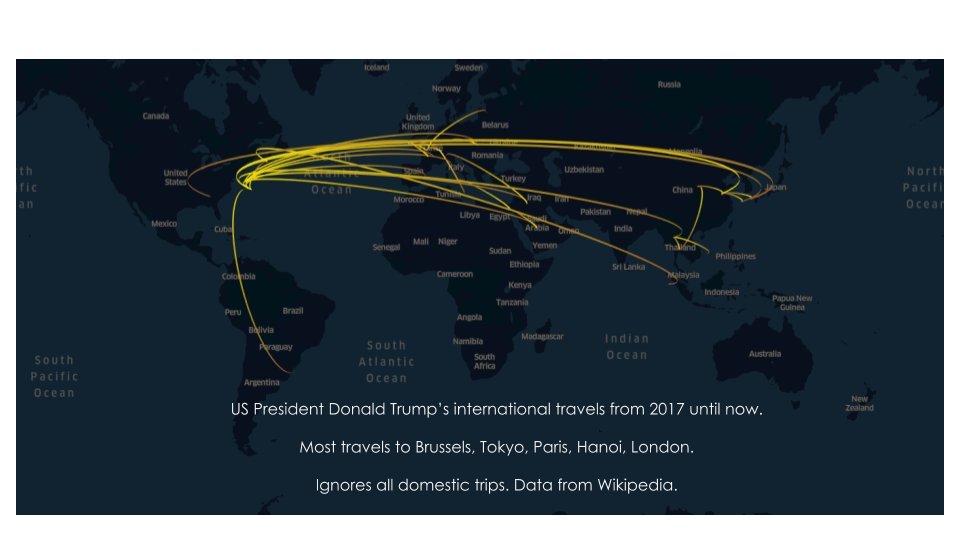 Iceland
Sweden
Norway
Russia
Canada
United
Kingdom
Belarus
Mongolia
Romania
United
States
Spain
Italy
Atlantic
Ocean
Turkey
Uzbekistan
North
Pacific
Ocean
China
Japan
Morocco
Iraq
Iran
Mexico
Cuba
Libya
Egypt
Saudi
Arabia
Oman
Pakistan
Nepal
India
Senegal
Mali
Niger
Sudan
Yemen
Thailand
Philippines
Colombia
Cameroon
Ethiopia
Sri Lanka
Malaysia
Kenya
Indonesia
Papua New
Guinea
Peru
Brazil
Tanzania
Angola
Bolivia
Paraguay
Namibia
Madagascar
South
Pacific
Ocean
South
Atlantic
Ocean
South
Africa
Indian
Ocean
Australia
Argentina
New
Zealand
US President Donald Trump’s international travels from 2017 until now.
Most travels to Brussels, Tokyo, Paris, Hanoi, London.
Ignores all domestic trips. Data from Wikipedia.